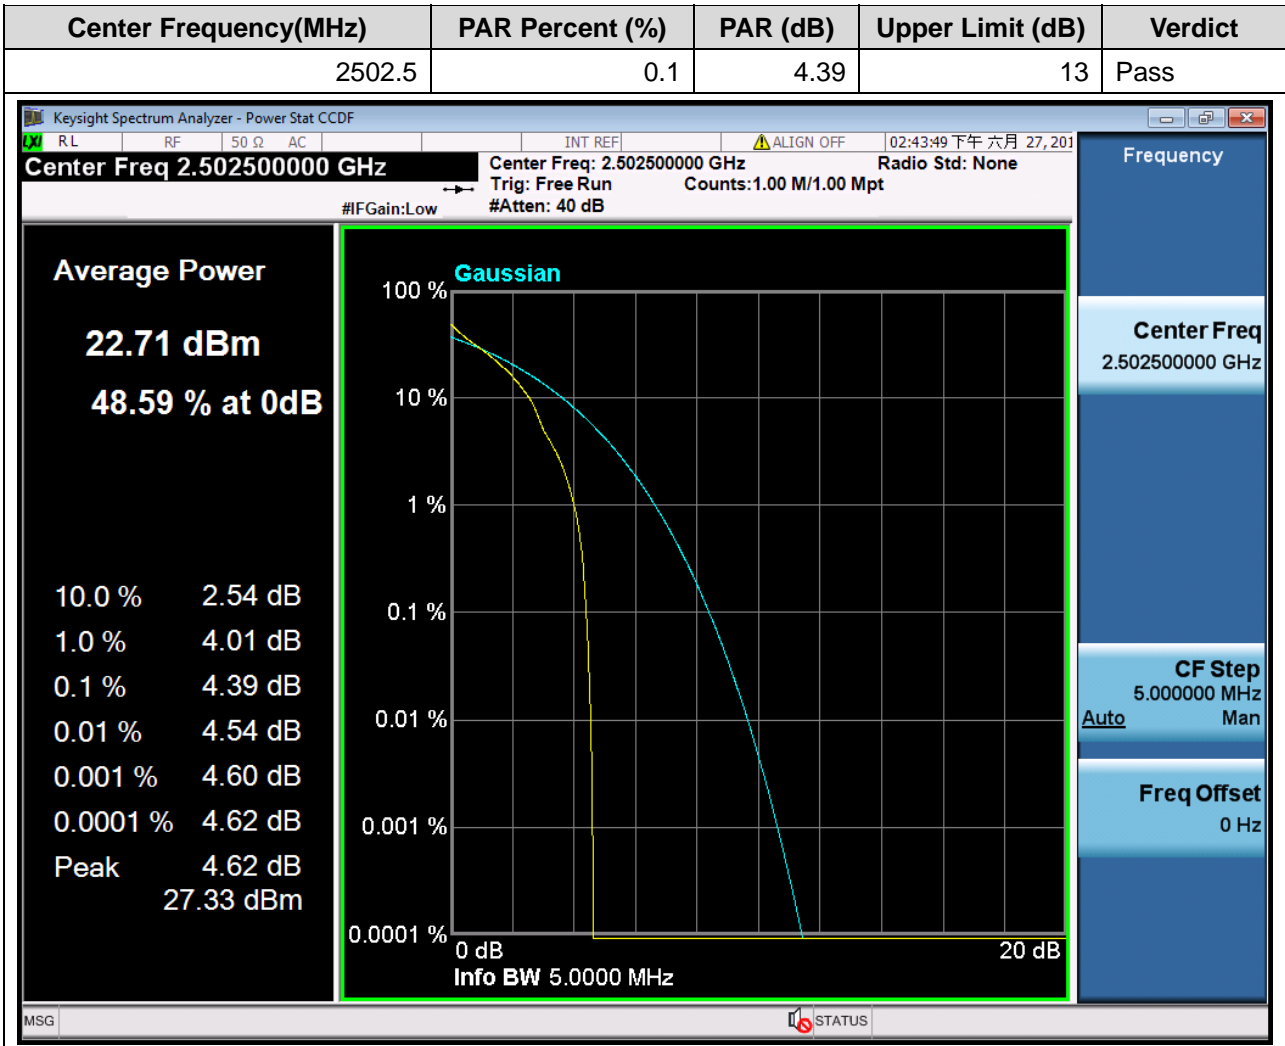 Center Frequency(MHz) PAR Percent (%) PAR (dB) Upper Limit (dB) Verdict
2502.5 0.1 4.39 13 Pass
Keysight Spectrum Analyzer - Power Stat CCDF
LXI RL RF 50 Ω AC INT REF ALIGN OFF 02:43:49 下午 六月 27, 201
Center Freq 2.502500000 GHz
Center Freq: 2.502500000 GHz Radio Std: None
Trig: Free Run Counts:1.00 M/1.00 Mpt
#IFGain:Low #Atten: 40 dB
Average Power
22.71 dBm
48.59 % at 0dB
10.0 % 2.54 dB
1.0 % 4.01 dB
0.1 % 4.39 dB
0.01 % 4.54 dB
0.001 % 4.60 dB
0.0001 % 4.62 dB
Peak 4.62 dB
27.33 dBm
Gaussian
100 %
10 %
1 %
0.1 %
0.01 %
0.001 %
0.0001 %
0 dB 20 dB
Info BW 5.0000 MHz
Frequency
Center Freq
2.502500000 GHz
CF Step
5.000000 MHz
Auto Man
Freq Offset
0 Hz
MSG STATUS